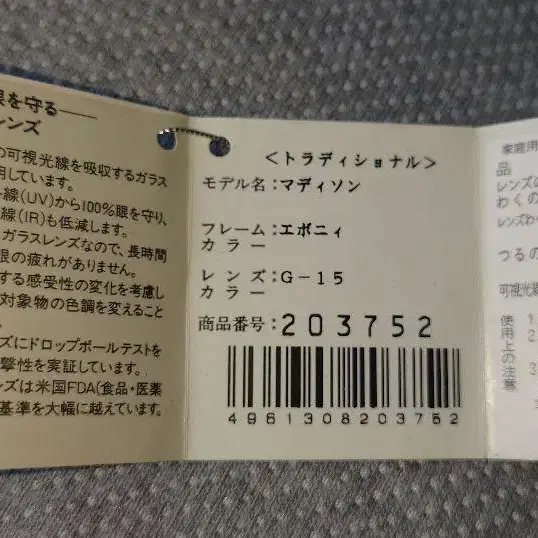 眼を守る――
レンズ
の可視光線を吸収するガラス
用しています。
線(UV)から100%眼を守り、
線(IR)も低減します。
ガラスレンズなので、長時間
眼の疲れがありません。
する感受性の変化を考慮し
対象物の色調を変えること
ズにドロップボールテストを
撃性を実証しています。
ンズは米国FDA(食品・医薬
基準を大幅に越えています。
<トラディショナル>
モデル名:マディソン
フレーム:エボニィ
カラー
レンズ:G-15
カラー
商品番号:203752
4961308203752
家庭用
品
レンズの
わくの
レンズわく
つるの
可視光線
使用上の注意
1.
2.
3.